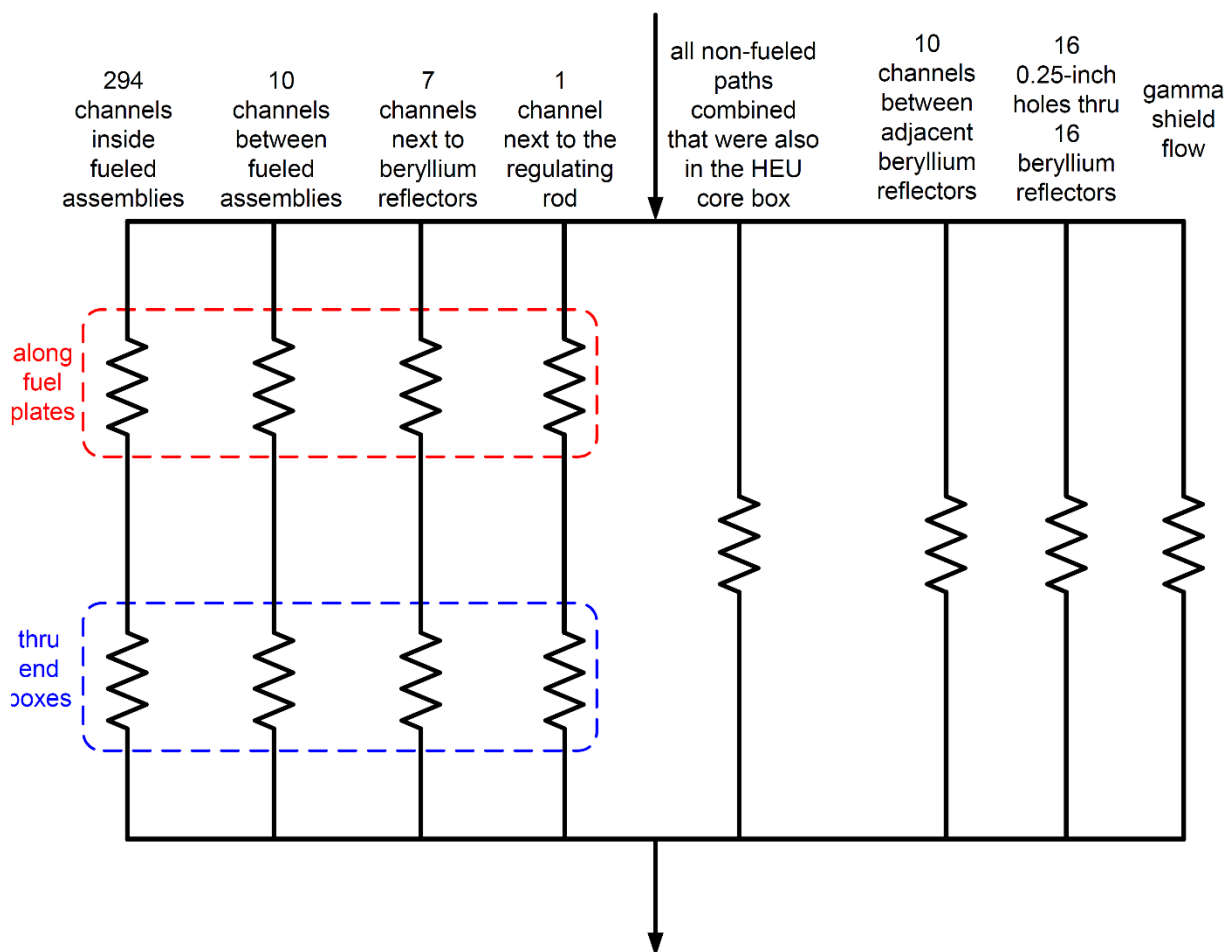 294
channels
inside
fueled
assemblies
10
channels
between
fueled
assemblies
7
channels
next to
beryllium
reflectors
1
channel
next to the
regulating
rod
all non-fueled
paths
combined
that were also
in the HEU
core box
10
channels
between
adjacent
beryllium
reflectors
16
0.25-inch
holes thru
16
beryllium
reflectors
gamma
shield
flow
along
fuel
plates
thru
end
boxes